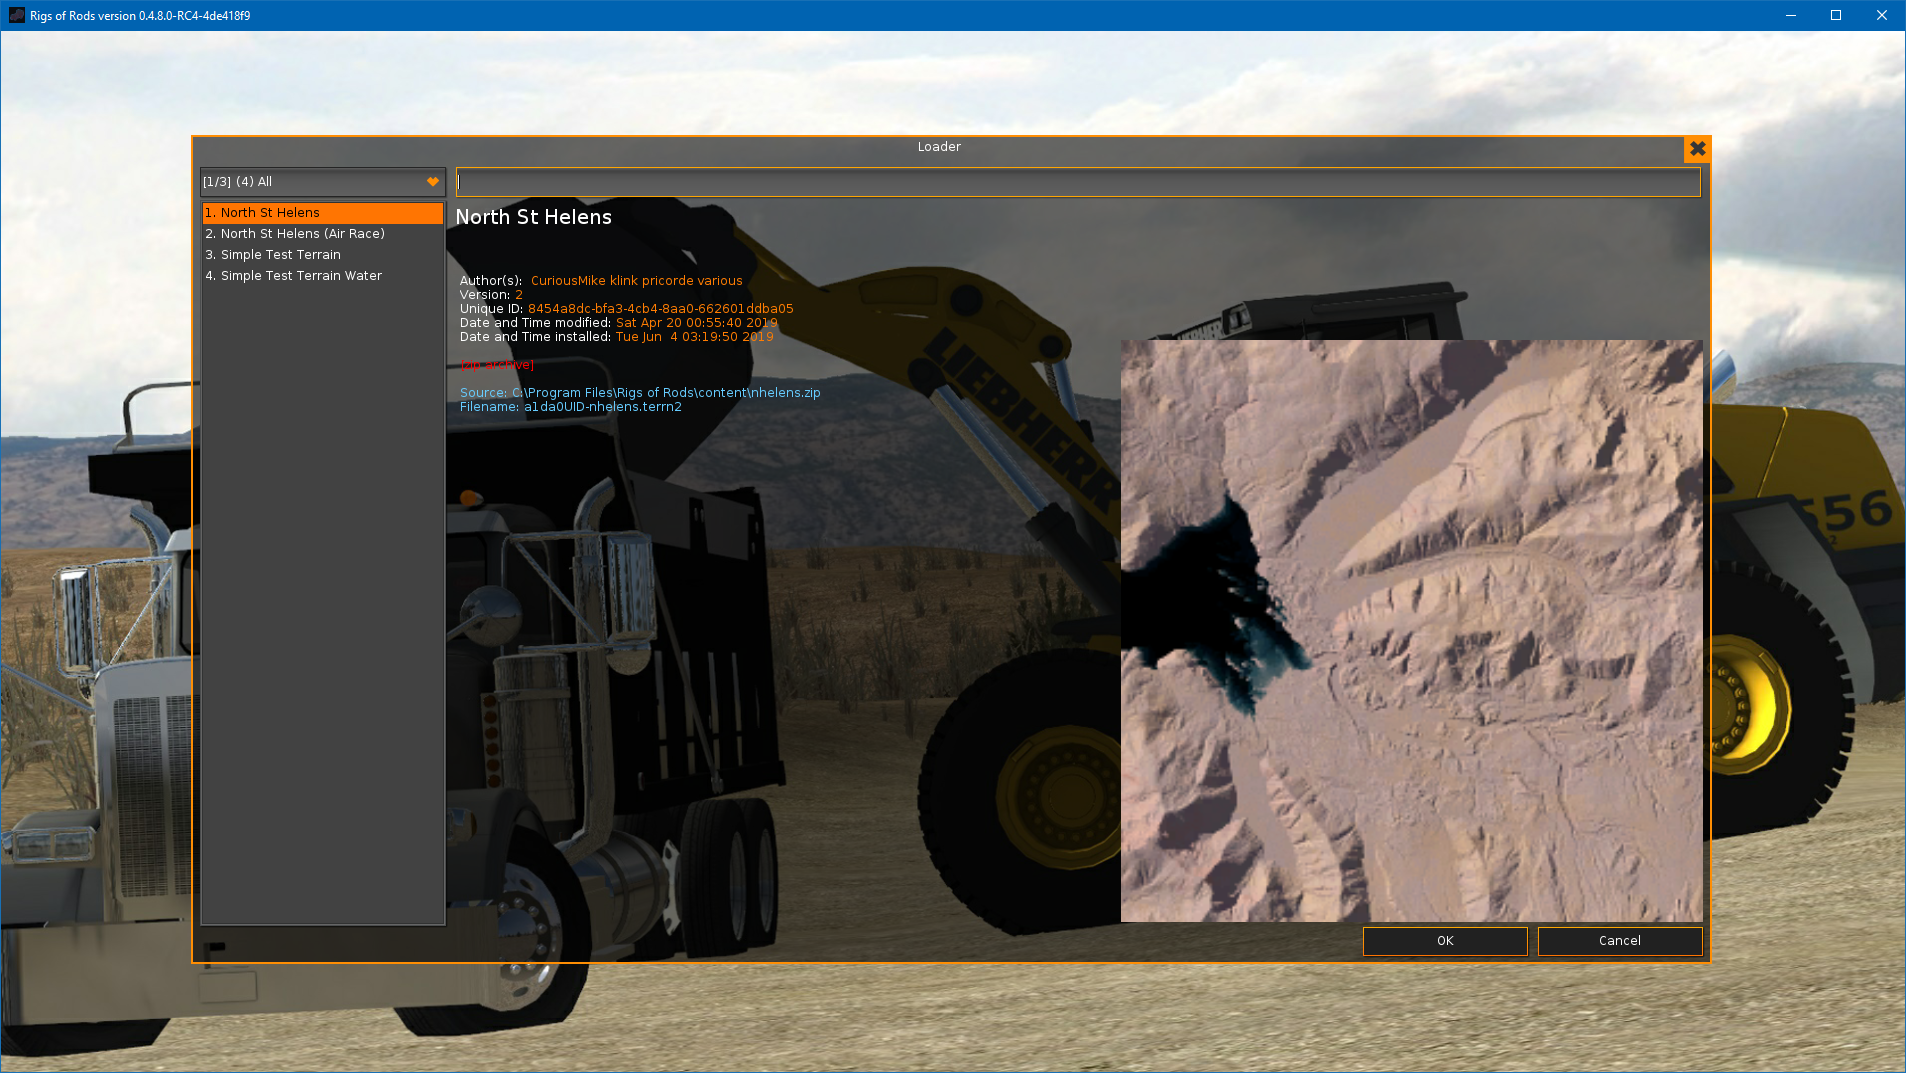 Rigs of Rods version 0.4.8.0-RC4-4de418f9
Loader
[1/3] (4) All
1. North St Helens
2. North St Helens (Air Race)
3. Simple Test Terrain
4. Simple Test Terrain Water
North St Helens
Author(s): CuriousMike klink pricorde various
Version: 2
Unique ID: 8454a8dc-bfa3-4cb4-8aa0-662601ddba05
Date and Time modified: Sat Apr 20 00:55:40 2019
Date and Time installed: Tue Jun  4 03:19:50 2019
Source: C:\Program Files\Rigs of Rods\content\nhelens.zip
Filename: a1da0UID-nhelens.terrn2
LIEBHERR
556
OK
Cancel